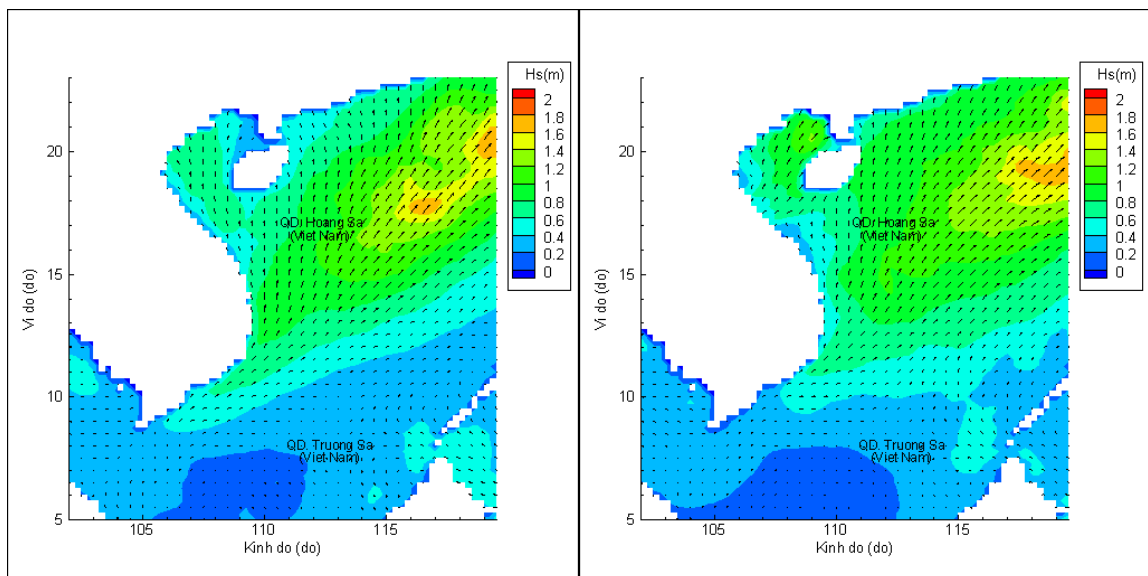 Hs(m)
2
1.8
1.6
1.4
1.2
1
0.8
0.6
0.4
0.2
0
20
15
10
5
Vi do (do)
QD. Hoang Sa
(Viet Nam)
QD. Truong Sa
(Viet Nam)
105
110
115
Kinh do (do)
Hs(m)
2
1.8
1.6
1.4
1.2
1
0.8
0.6
0.4
0.2
0
20
15
10
5
Vi do (do)
QD. Hoang Sa
(Viet Nam)
QD. Truong Sa
(Viet Nam)
105
110
115
Kinh do (do)